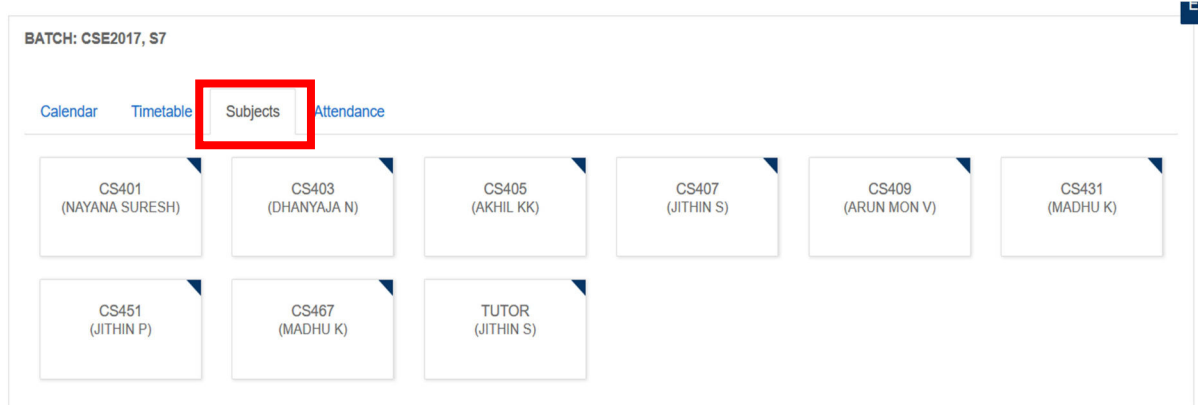 BATCH: CSE2017, S7
Calendar Timetable Subjects Attendance
CS401 CS403 CS405 CS407 CS409 CS431
(NAYANA SURESH) (DHANYAJA N) (AKHIL KK) (JITHIN S) (ARUN MON V) (MADHU K)
CS451 CS467 TUTOR
(JITHIN P) (MADHU K) (JITHIN S)